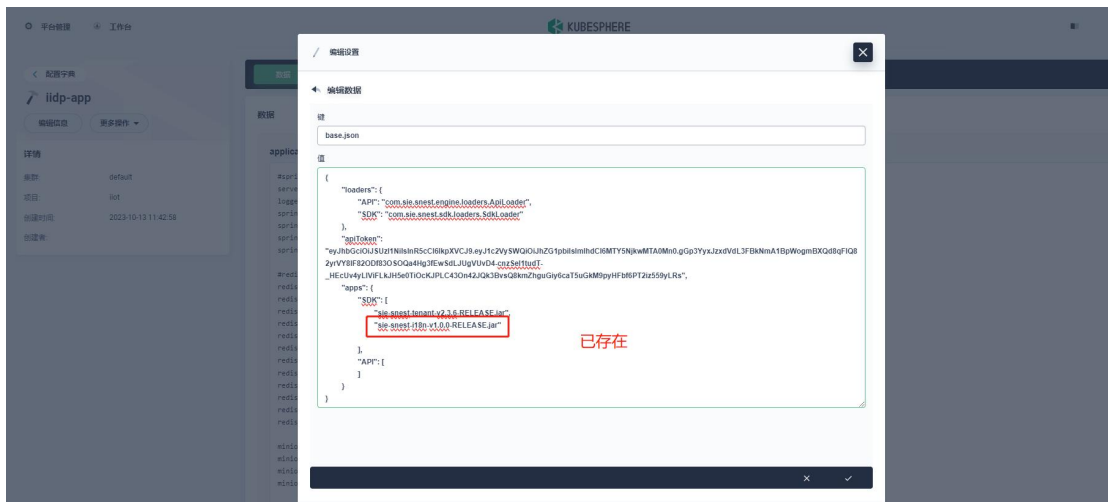 平台管理 工作台
KUBESPHERE
编辑设置
配置字典
数据
iidp-app
编辑数据
编辑信息 更多操作
数据
键
base.json
详情
值
集群: default
项目: iiot
创建时间: 2023-10-13 11:42:58
创建者:
{
"loaders": {
"API": "com.sie.snest.engine.loaders.ApiLoader",
"SDK": "com.sie.snest.sdk.loaders.SdkLoader"
},
"apiToken":
"apps": {
"SDK": [
"sie-snest-tenant-v2.3.6-RELEASE.jar",
"sie-snest-i18n-v1.0.0-RELEASE.jar"
已存在
],
"API": [
]
}
}